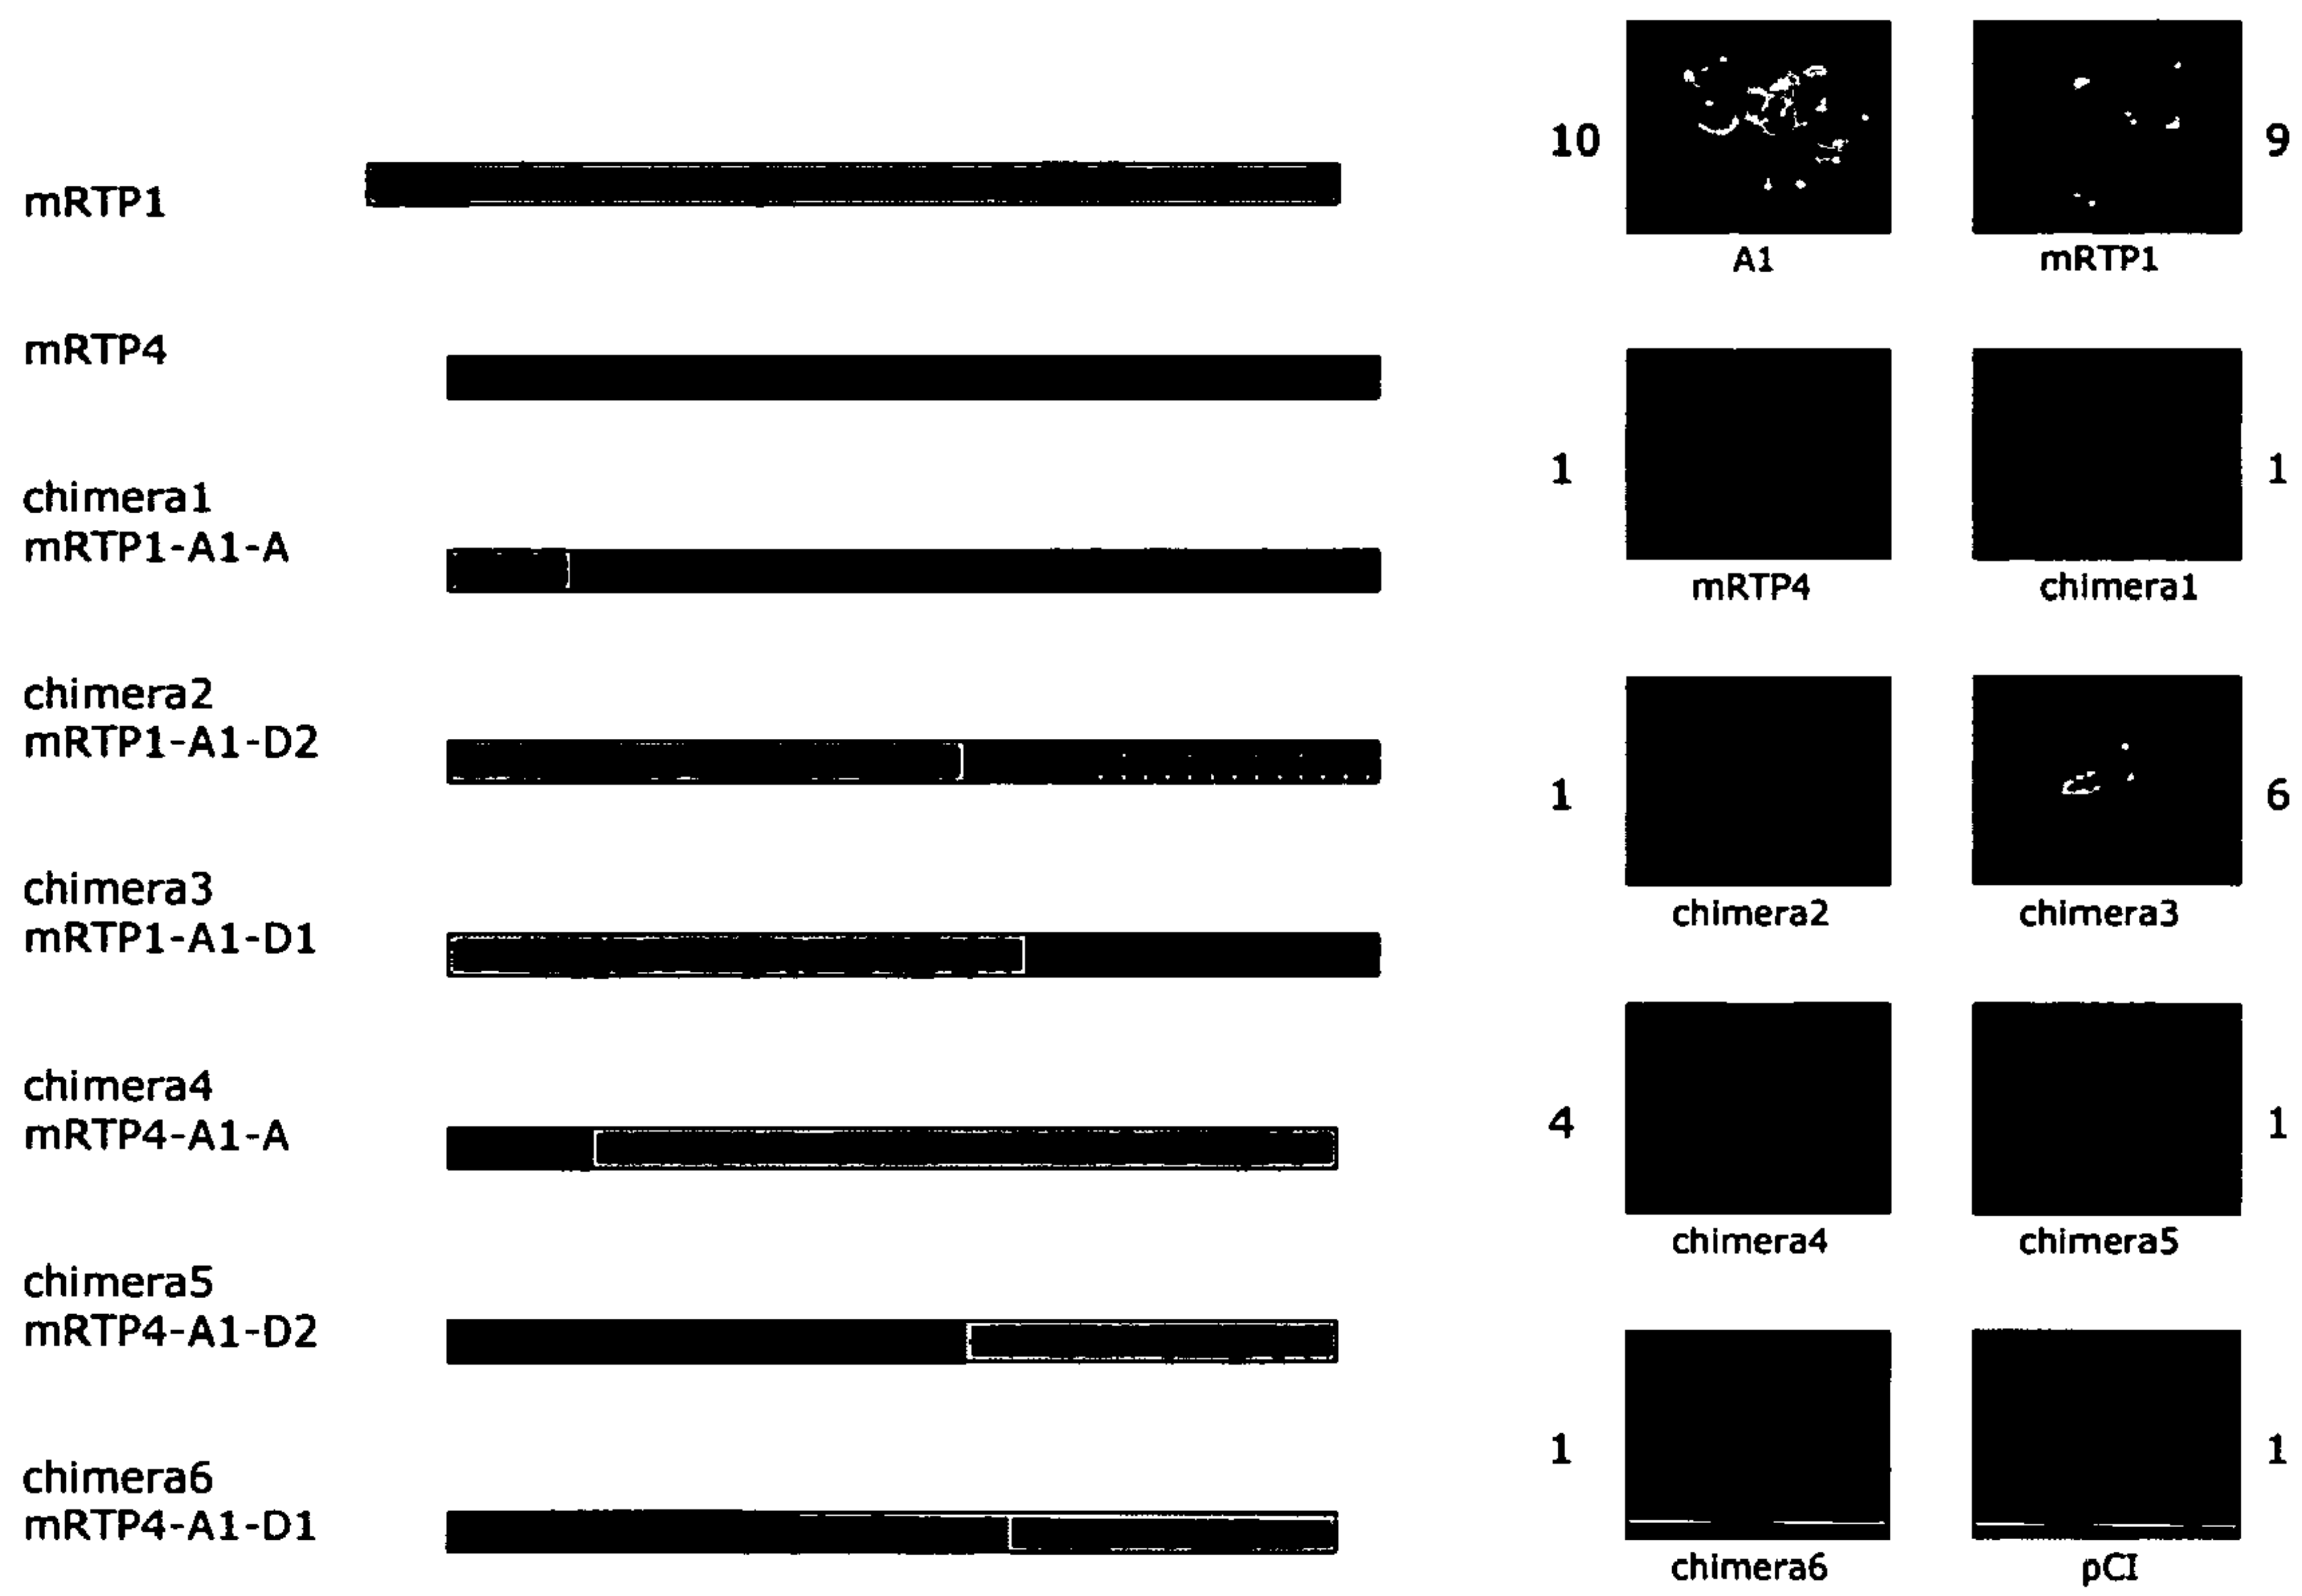 mRTP1
mRTP4
chimera1
mRTP1-A1-A
chimera2
mRTP1-A1-D2
chimera3
mRTP1-A1-D1
chimera4
mRTP4-A1-A
chimera5
mRTP4-A1-D2
chimera6
mRTP4-A1-D1
10
9
A1
mRTP1
1
1
mRTP4
chimera1
1
6
chimera2
chimera3
4
1
chimera4
chimera5
1
1
chimera6
pCI